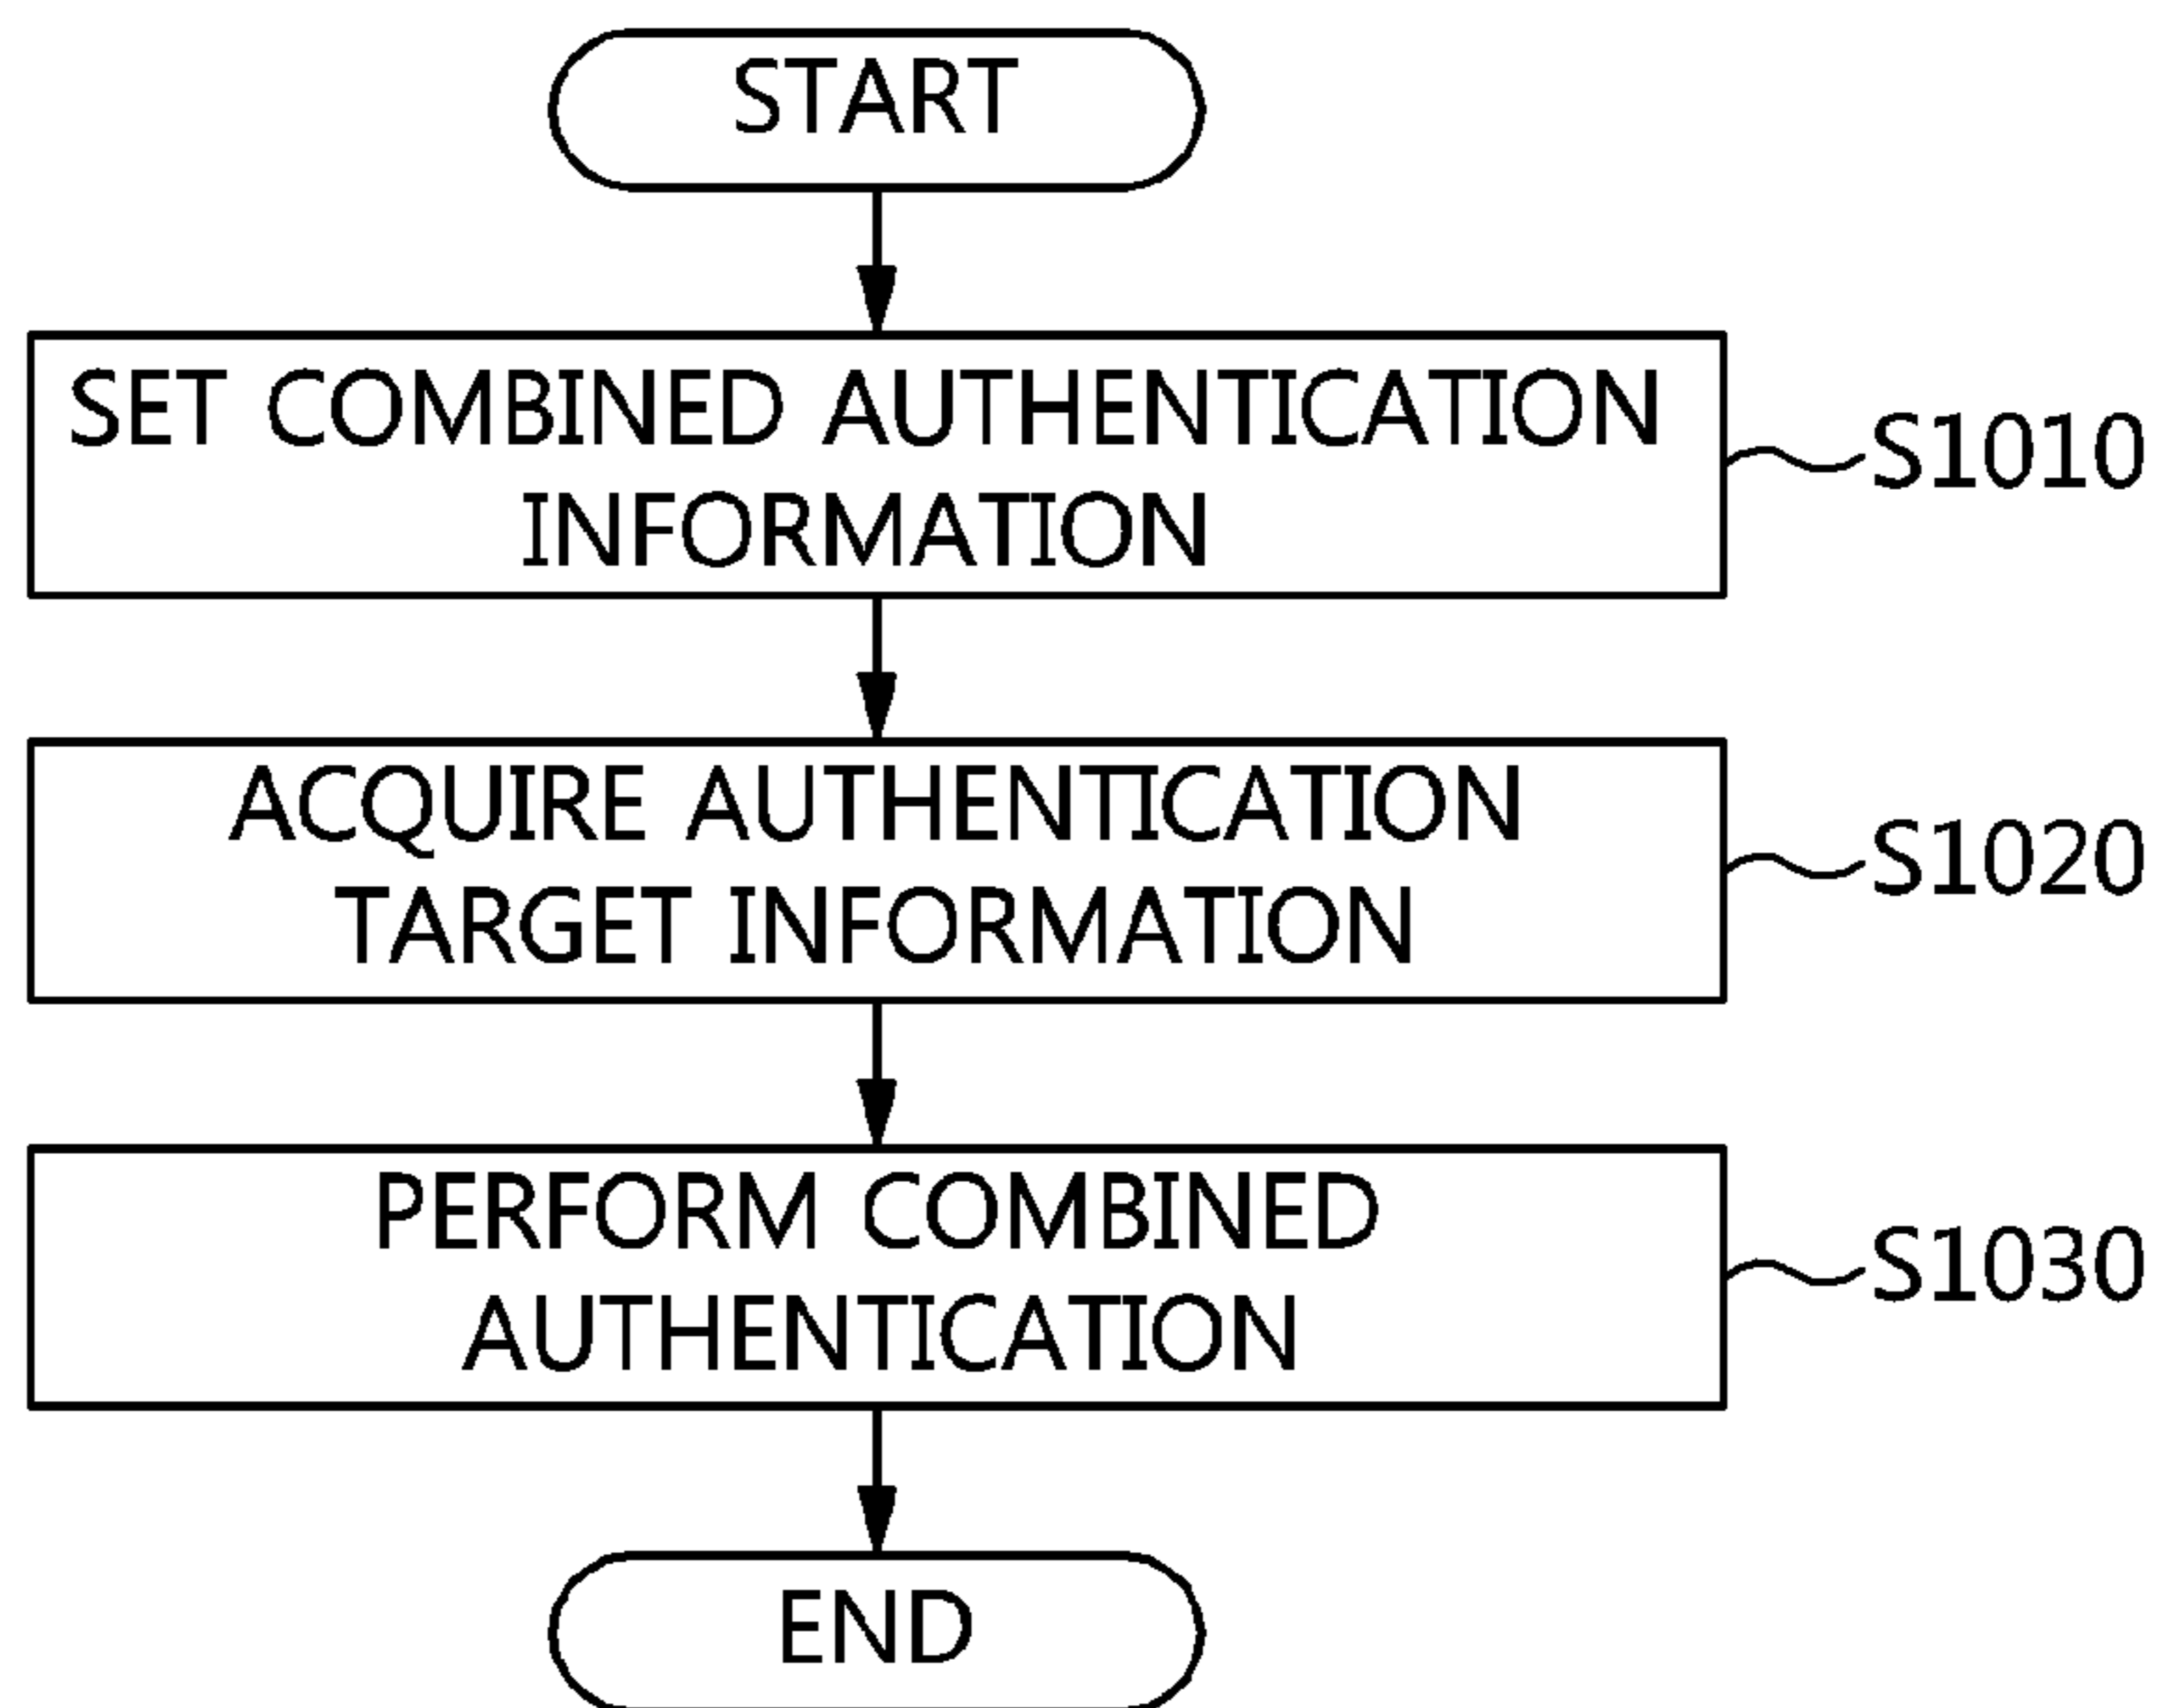 START
SET COMBINED AUTHENTICATION
INFORMATION
S1010
ACQUIRE AUTHENTICATION
TARGET INFORMATION
S1020
PERFORM COMBINED
AUTHENTICATION
S1030
END